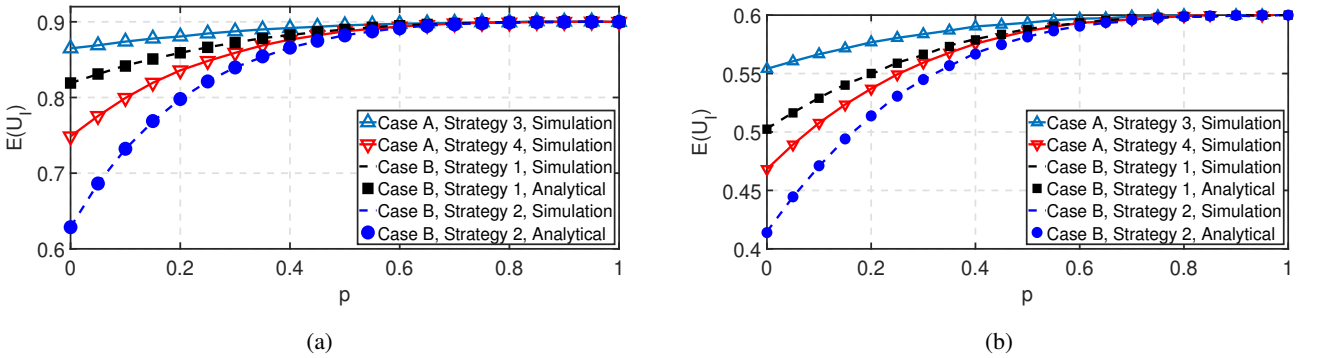 0.9
0.8
0.7
0.6
E(U_I)
Case A, Strategy 3, Simulation
Case A, Strategy 4, Simulation
Case B, Strategy 1, Simulation
Case B, Strategy 1, Analytical
Case B, Strategy 2, Simulation
Case B, Strategy 2, Analytical
0 0.2 0.4 0.6 0.8 1
p
(a)
0.6
0.55
0.5
0.45
0.4
E(U_I)
Case A, Strategy 3, Simulation
Case A, Strategy 4, Simulation
Case B, Strategy 1, Simulation
Case B, Strategy 1, Analytical
Case B, Strategy 2, Simulation
Case B, Strategy 2, Analytical
0 0.2 0.4 0.6 0.8 1
p
(b)